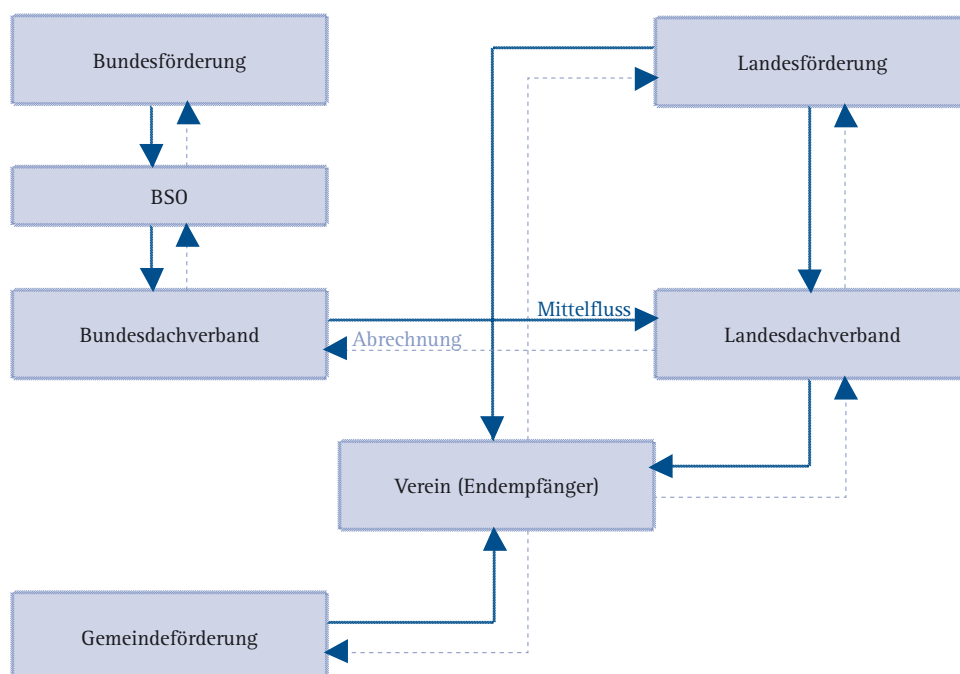 Bundesförderung
Landesförderung
BSO
Mittelfluss
Bundesdachverband
Abrechnung
Landesdachverband
Verein (Endempfänger)
Gemeindeförderung